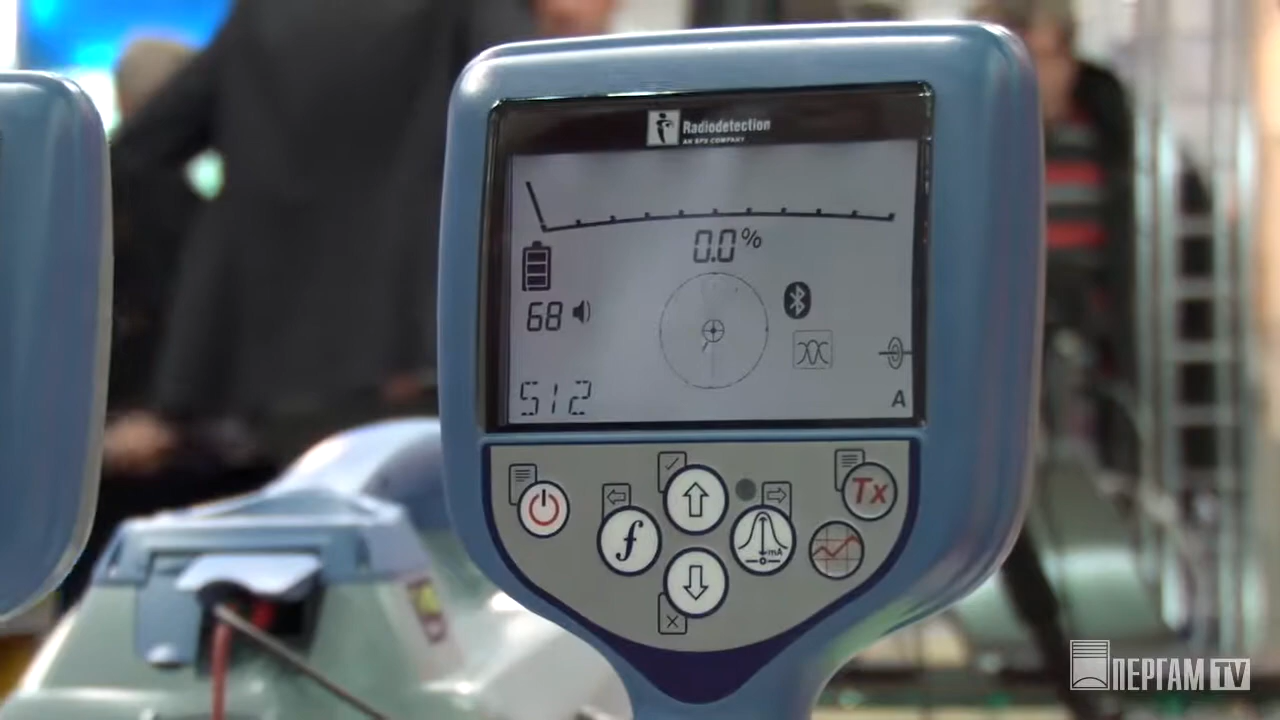 Radiodetection
AN SPX COMPANY
0.0%
68
512
A
Tx
f
mA
ПЕРГАМ TV